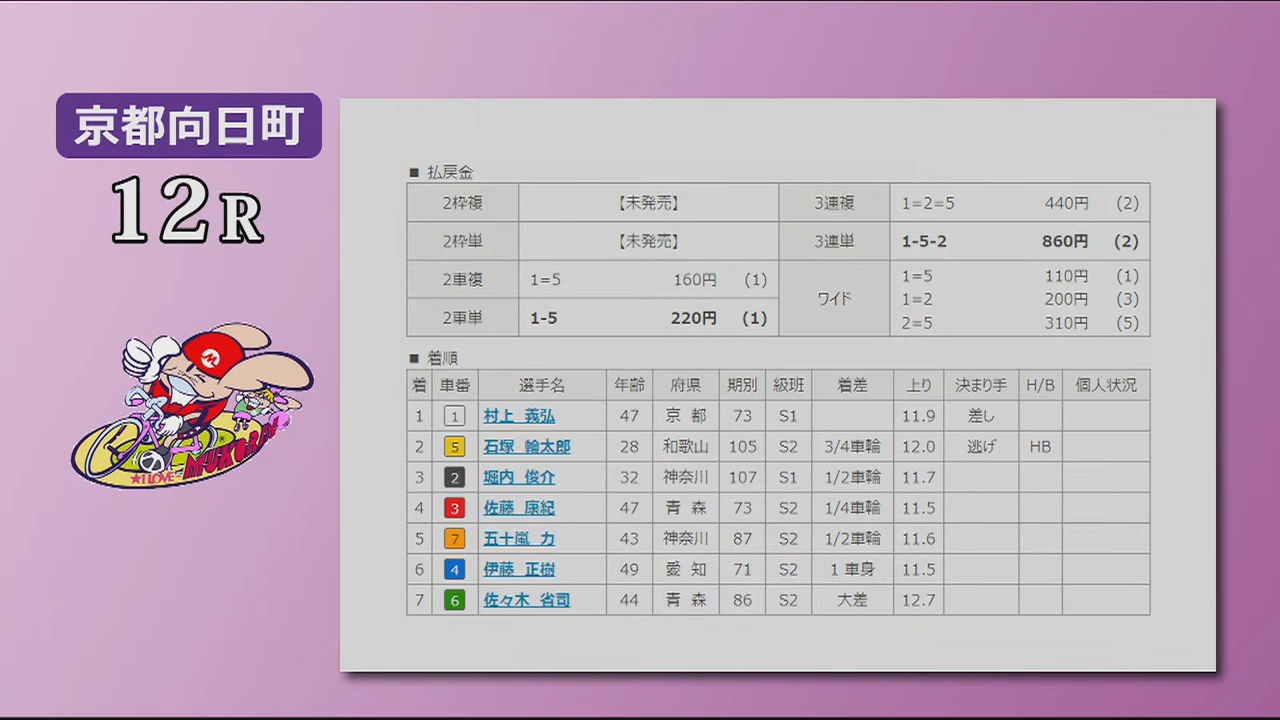 京都向日町
12R
M
★I LOVE MUKORIN
■ 払戻金
2枠複 【未発売】 3連複 1=2=5 440円 (2)
2枠単 【未発売】 3連単 1-5-2 860円 (2)
2車複 1=5 160円 (1) ワイド 1=5 110円 (1)
1=2 200円 (3)
2車単 1-5 220円 (1) 2=5 310円 (5)
■ 着順
着 車番 選手名 年齢 府県 期別 級班 着差 上り 決まり手 H/B 個人状況
1 1 村上 義弘 47 京 都 73 S1 11.9 差し
2 5 石塚 輪太郎 28 和歌山 105 S2 3/4車輪 12.0 逃げ HB
3 2 堀内 俊介 32 神奈川 107 S1 1/2車輪 11.7
4 3 佐藤 康紀 47 青 森 73 S2 1/4車輪 11.5
5 7 五十嵐 力 43 神奈川 87 S2 1/2車輪 11.6
6 4 伊藤 正樹 49 愛 知 71 S2 1 車身 11.5
7 6 佐々木 省司 44 青 森 86 S2 大差 12.7